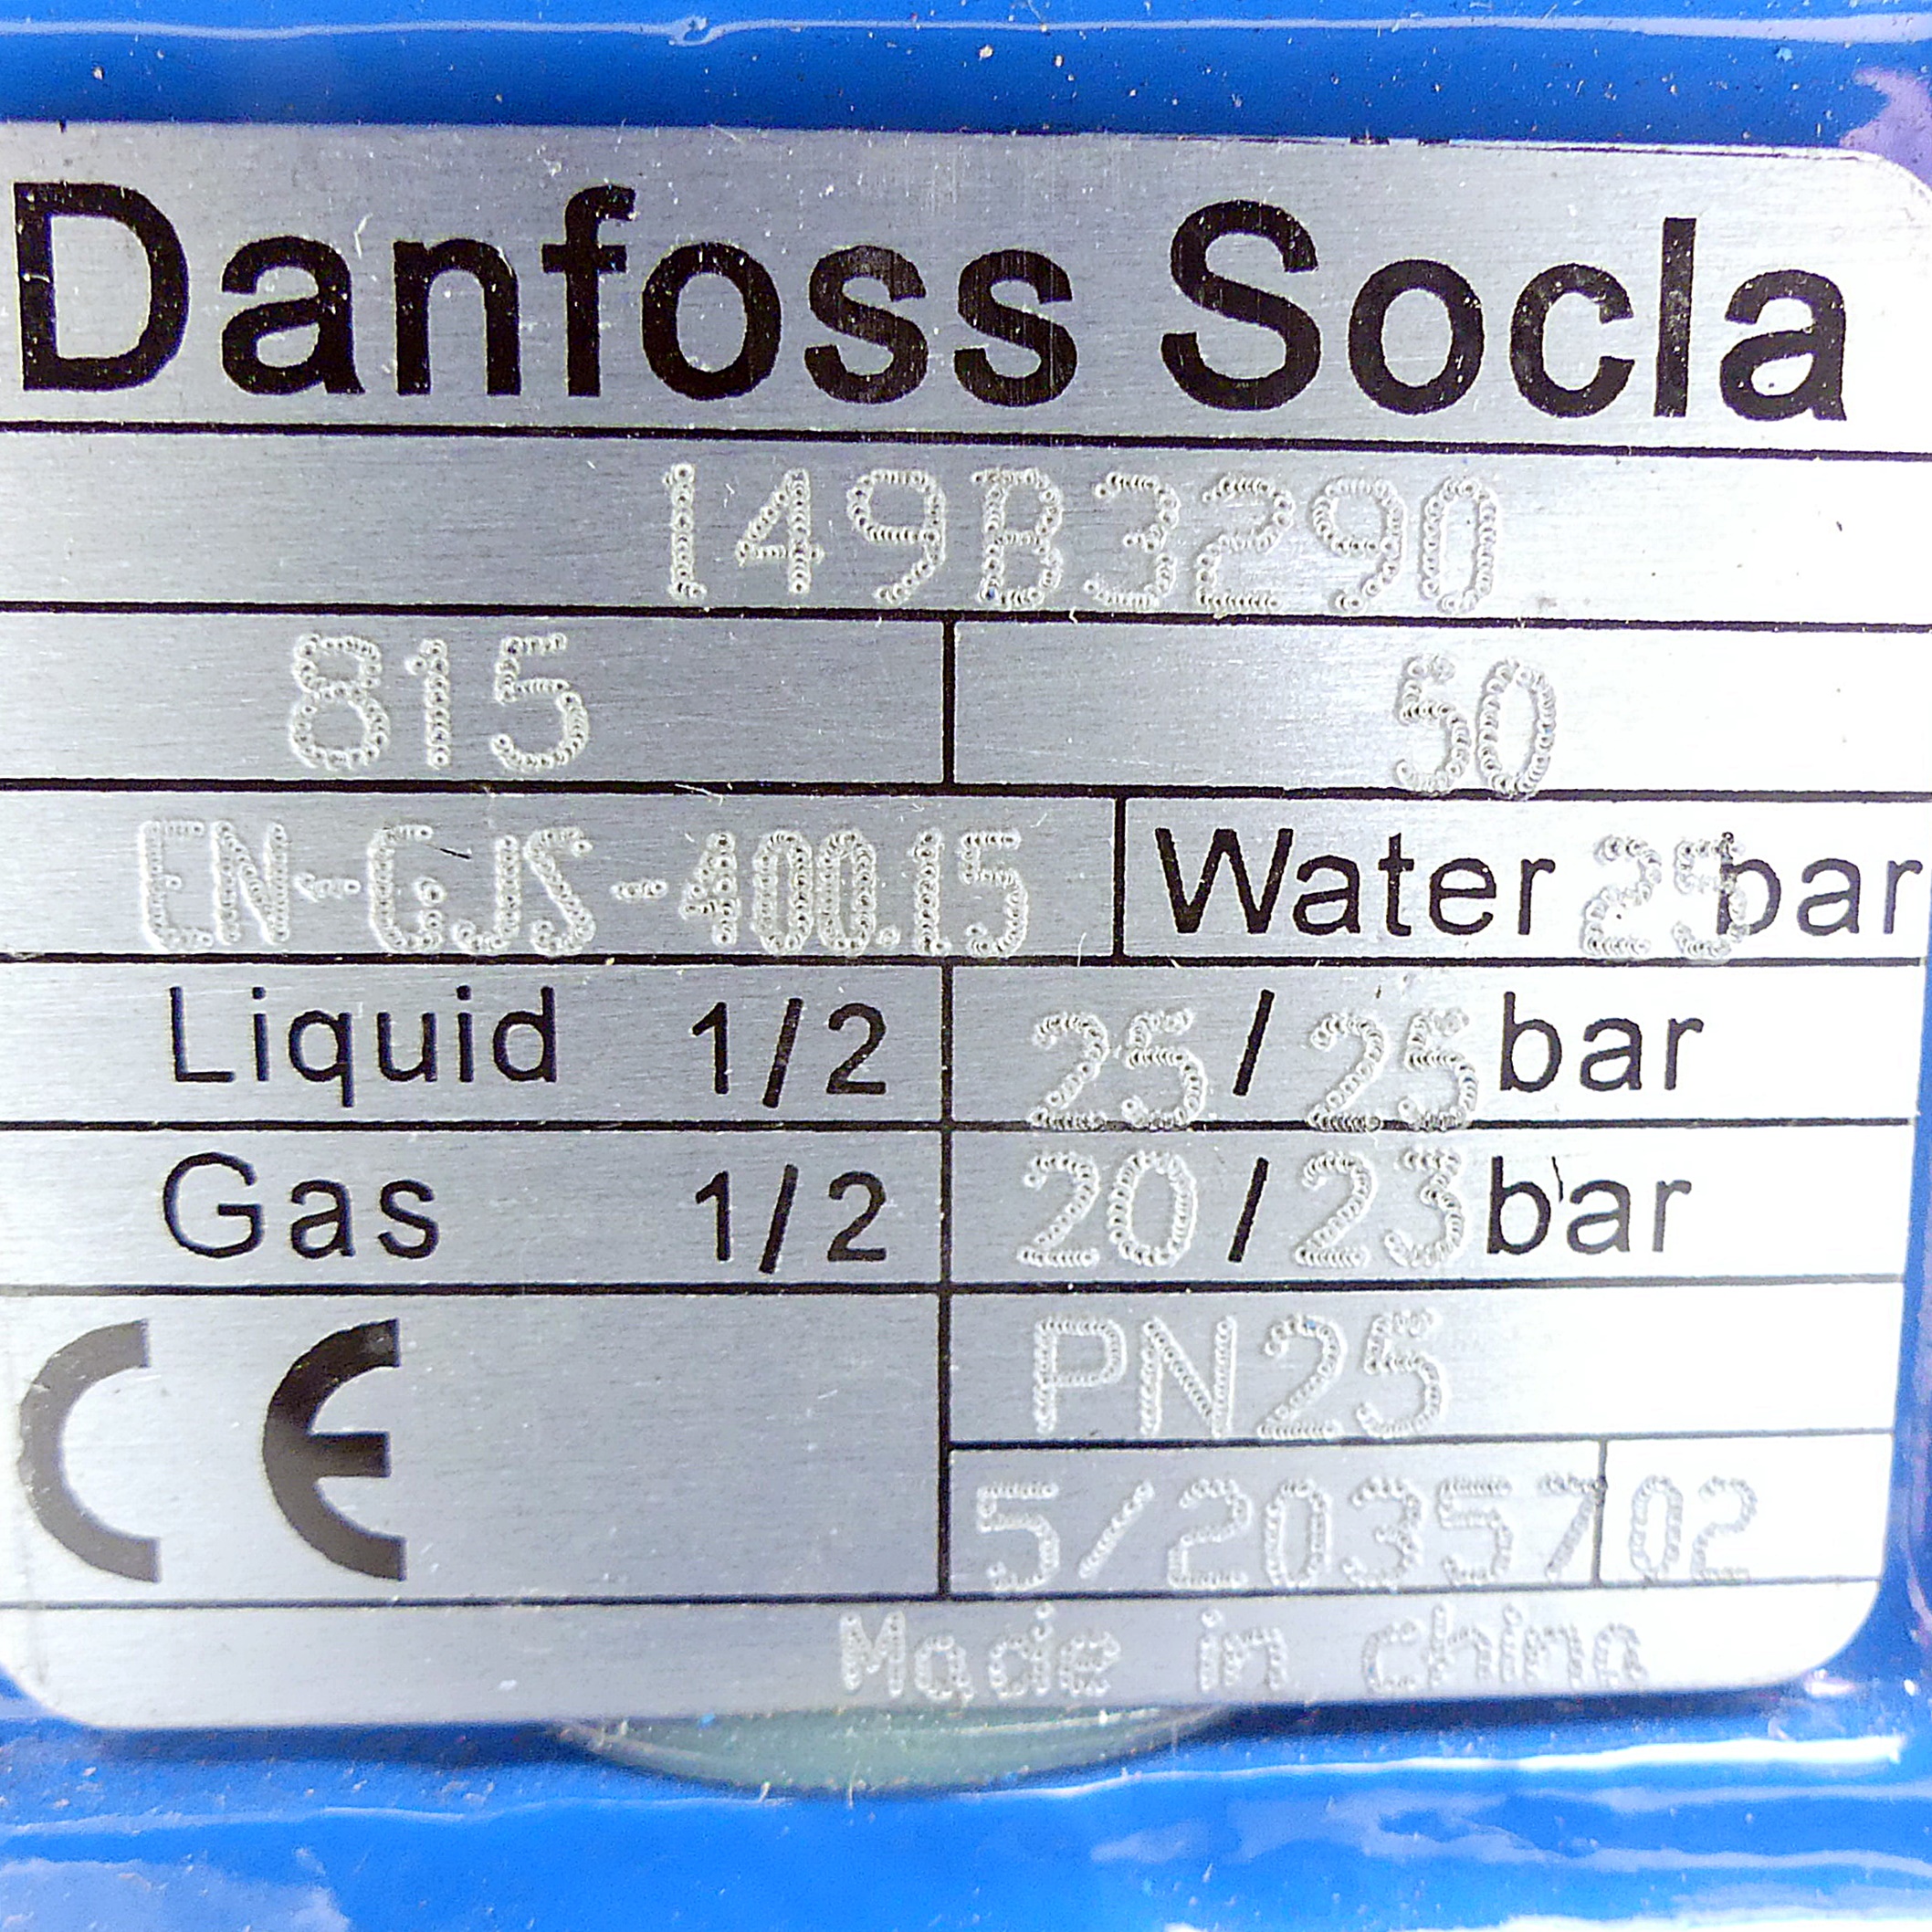 Danfoss Socla
149B3290
815 50
EN-GJS-400.15 Water 25 bar
Liquid 1/2 25 / 25 bar
Gas 1/2 20 / 23 bar
CE PN25
5/20357 02
Made in china